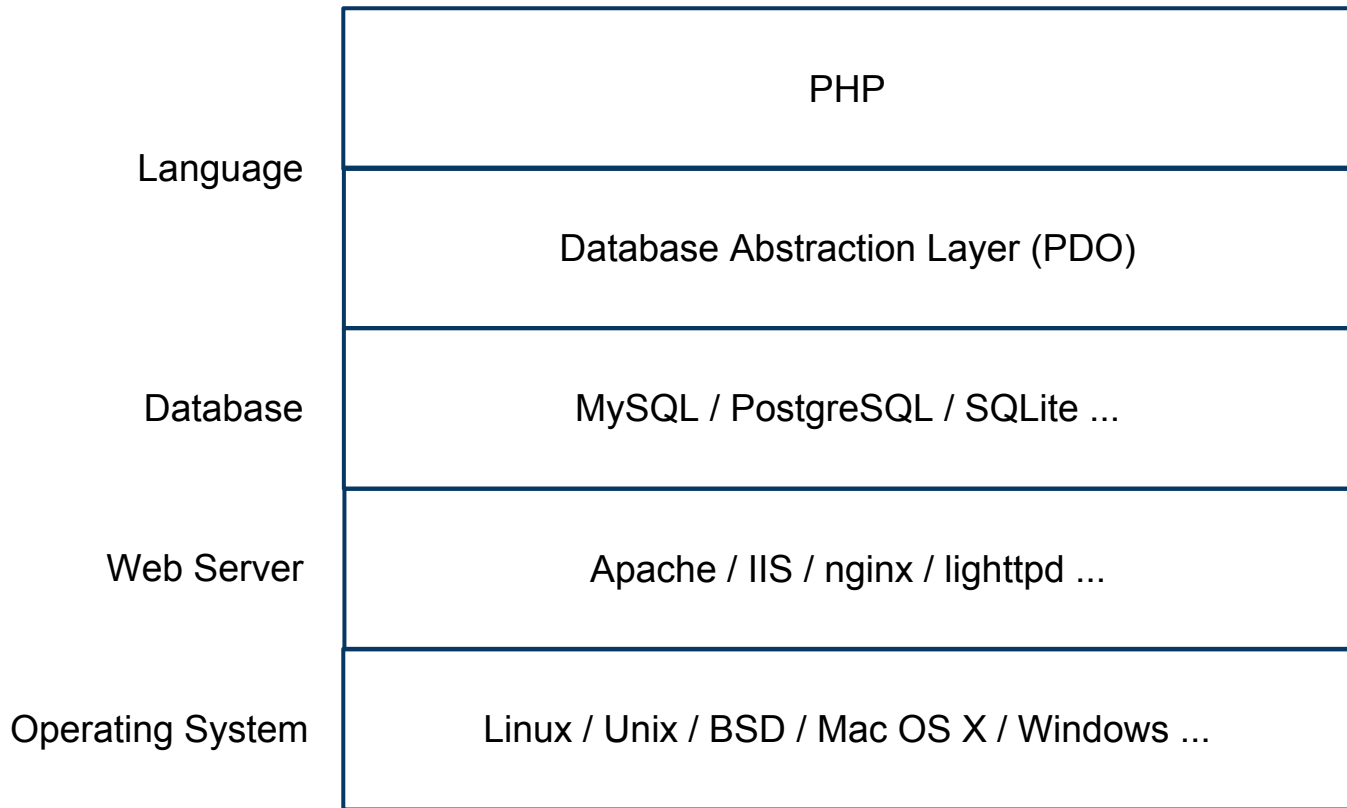 PHP
Language
Database Abstraction Layer (PDO)
Database
MySQL / PostgreSQL / SQLite ...
Web Server
Apache / IIS / nginx / lighttpd ...
Operating System
Linux / Unix / BSD / Mac OS X / Windows ...